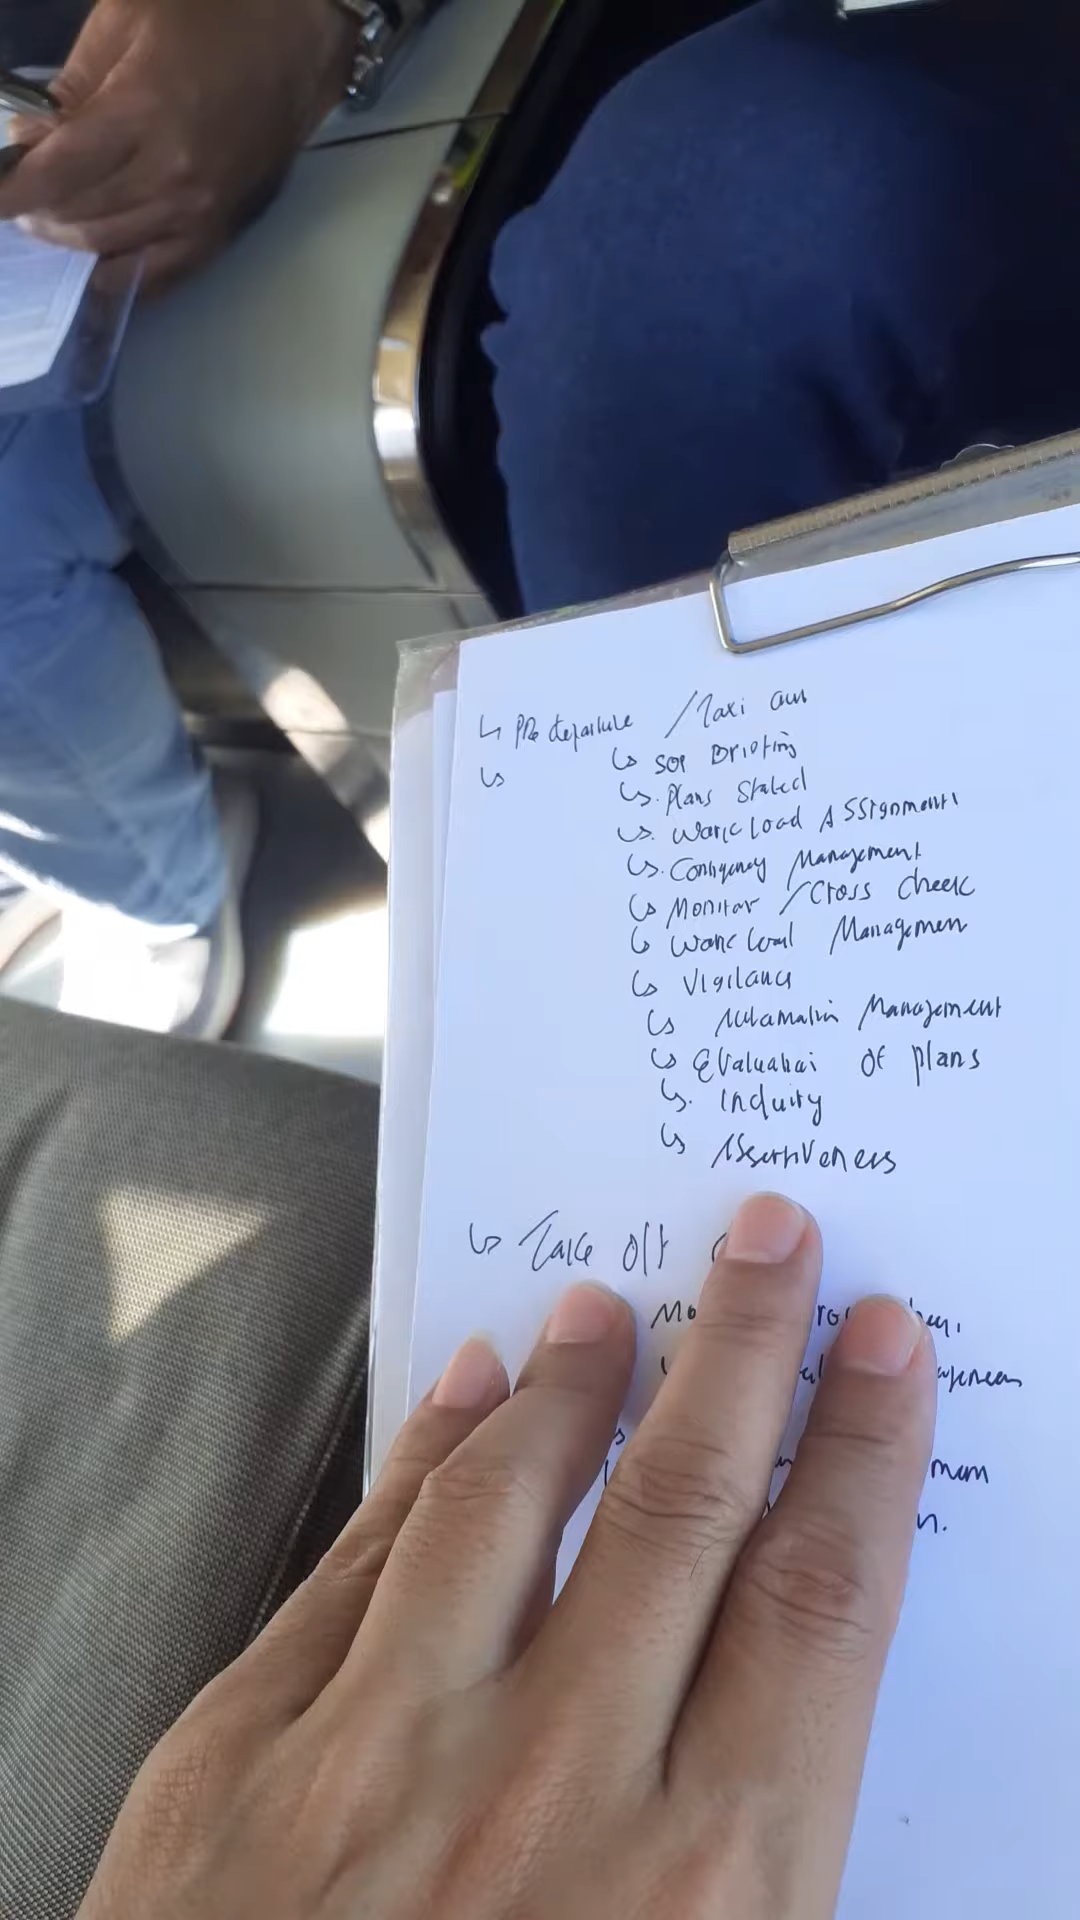 ↳ Pre departure / Taxi out
↳ ↳ SOP Briefing
↳. Plans Stated
↳. Work load Assignment
↳. Contigency Management
↳ Monitor / Cross check
↳ Work load Management
↳ Vigilance
↳ Automation Management
↳ Evaluation of plans
↳. Inquiry
↳ Assertiveness
↳ Take off